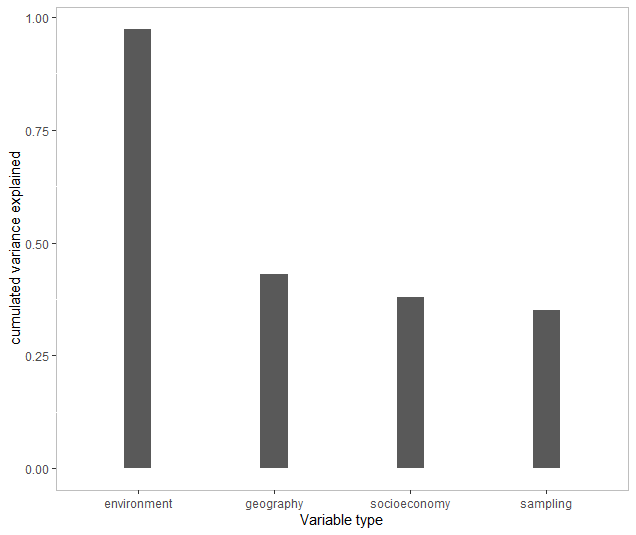 cumulated variance explained
1.00
0.75
0.50
0.25
0.00
environment geography socioeconomy sampling
Variable type